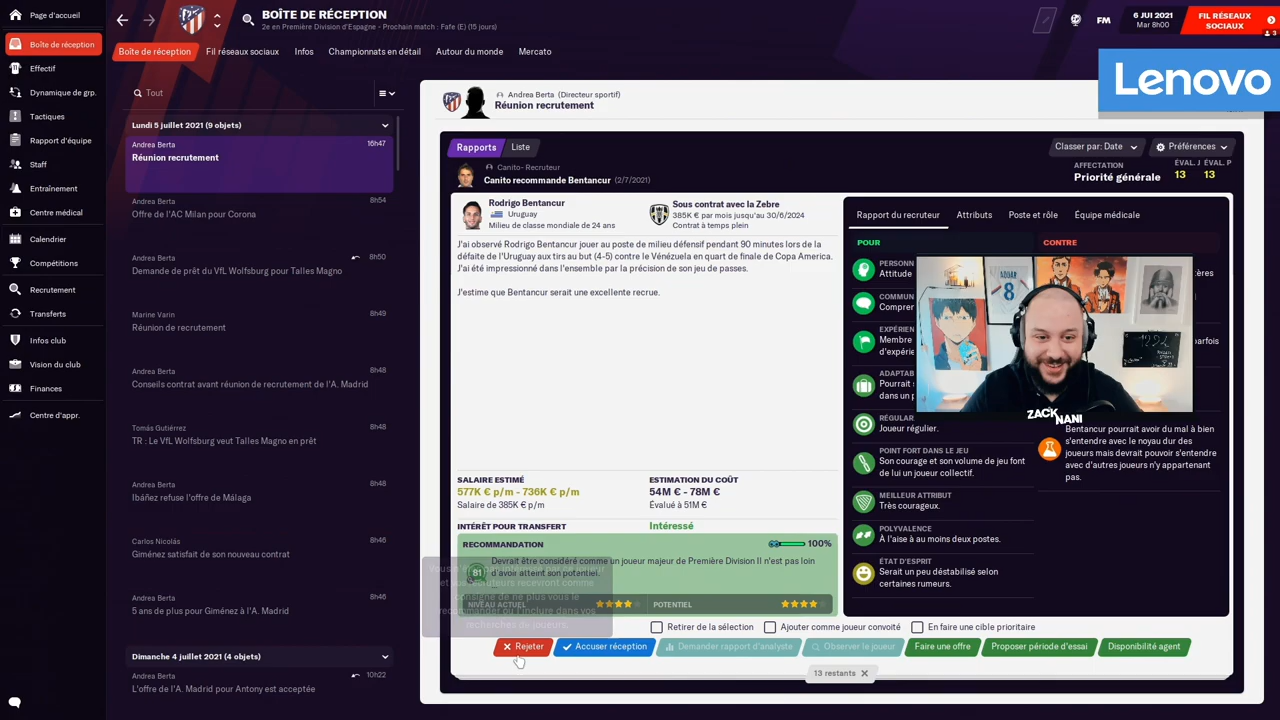 Page d'accueil
BOÎTE DE RÉCEPTION
2e en Première Division d'Espagne - Prochain match : Fafe (E) (15 jours)
FM
6 JUI 2021
Mar 8h00
FIL RÉSEAUX
SOCIAUX
3
Boîte de réception
Effectif
Dynamique de grp.
Tactiques
Rapport d'équipe
Staff
Entraînement
Centre médical
Calendrier
Compétitions
Recrutement
Transferts
Infos club
Vision du club
Finances
Centre d'appr.
Boîte de réception
Fil réseaux sociaux
Infos
Championnats en détail
Autour du monde
Mercato
Lenovo
Tout
Lundi 5 juillet 2021 (9 objets)
Andrea Berta 16h47
Réunion recrutement
Andrea Berta 8h54
Offre de l'AC Milan pour Corona
Andrea Berta 8h50
Demande de prêt du VfL Wolfsburg pour Talles Magno
Marine Varin 8h49
Réunion de recrutement
Andrea Berta 8h48
Conseils contrat avant réunion de recrutement de l'A. Madrid
Tomás Gutiérrez 8h48
TR : Le VfL Wolfsburg veut Talles Magno en prêt
Andrea Berta 8h48
Ibáñez refuse l'offre de Málaga
Carlos Nicolás 8h46
Giménez satisfait de son nouveau contrat
Andrea Berta 8h46
5 ans de plus pour Giménez à l'A. Madrid
Dimanche 4 juillet 2021 (4 objets)
Andrea Berta 10h22
L'offre de l'A. Madrid pour Antony est acceptée
Andrea Berta (Directeur sportif)
Réunion recrutement
Rapports
Liste
Classer par: Date
Préférences
Canito- Recruteur
Canito recommande Bentancur (2/7/2021)
AFFECTATION
Priorité générale
ÉVAL. J
13
ÉVAL. P
13
Rodrigo Bentancur
Uruguay
Milieu de classe mondiale de 24 ans
Sous contrat avec la Zebre
385K € par mois jusqu'au 30/6/2024
Contrat à temps plein
J'ai observé Rodrigo Bentancur jouer au poste de milieu défensif pendant 90 minutes lors de la
défaite de l'Uruguay aux tirs au but (4-5) contre le Vénézuela en quart de finale de Copa America.
J'ai été impressionné dans l'ensemble par la précision de son jeu de passes.
J'estime que Bentancur serait une excellente recrue.
SALAIRE ESTIMÉ
577K € p/m - 736K € p/m
Salaire de 385K € p/m
ESTIMATION DU COÛT
54M € - 78M €
Évalué à 51M €
INTÉRÊT POUR TRANSFERT
Intéressé
RECOMMANDATION
100%
81
Devrait être considéré comme un joueur majeur de Première Division II n'est pas loin
d'avoir atteint son potentiel.
NIVEAU ACTUEL
POTENTIEL
Rapport du recruteur
Attributs
Poste et rôle
Équipe médicale
POUR
CONTRE
PERSONN
Attitude
COMMUN
Comprer
EXPÉRIEN
Membre
d'expérie
ADAPTAB
Pourrait s
dans un p
RÉGULAR
Joueur régulier.
POINT FORT DANS LE JEU
Son courage et son volume de jeu font
de lui un joueur collectif.
MEILLEUR ATTRIBUT
Très courageux.
POLYVALENCE
À l'aise à au moins deux postes.
ÉTAT D'ESPRIT
Serait un peu déstabilisé selon
certaines rumeurs.
tères
parfois
ZACK
NANI
Bentancur pourrait avoir du mal à bien
s'entendre avec le noyau dur des
joueurs mais devrait pouvoir s'entendre
avec d'autres joueurs n'y appartenant
pas.
Retirer de la sélection
Ajouter comme joueur convoité
En faire une cible prioritaire
Rejeter
Accuser réception
Demander rapport d'analyste
Observer le joueur
Faire une offre
Proposer période d'essai
Disponibilité agent
13 restants